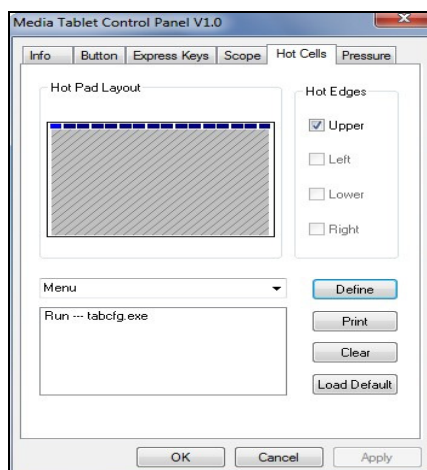 Media Tablet Control Panel V1.0
Info Button Express Keys Scope Hot Cells Pressure
Hot Pad Layout
Hot Edges
Upper
Left
Lower
Right
Menu
Define
Run --- tabcfg.exe
Print
Clear
Load Default
OK Cancel Apply